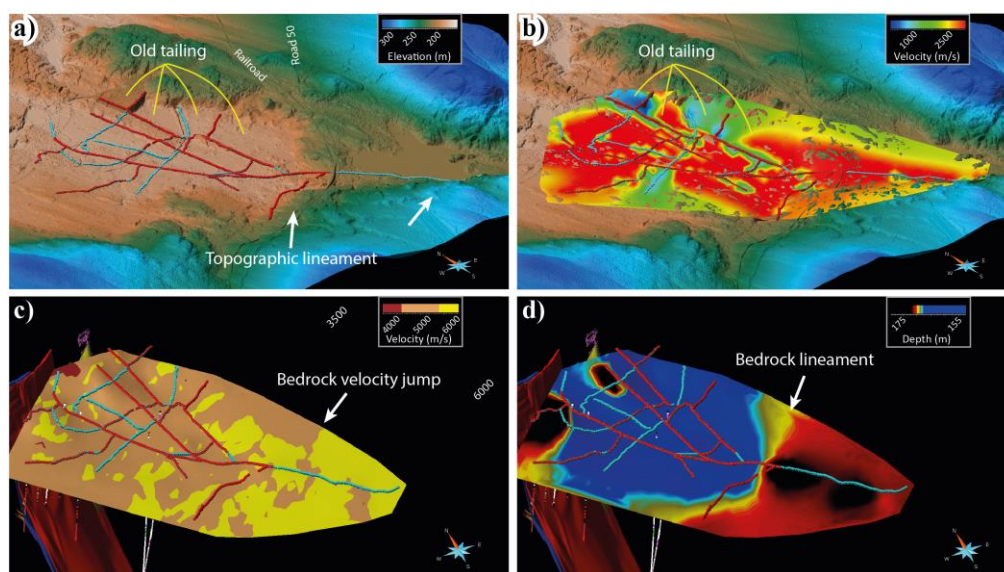 a)
Old tailing
Railroad
Road 50
300 250 200
Elevation (m)
Topographic lineament
N
E
W
S
b)
Old tailing
1000 2500
Velocity (m/s)
N
E
W
S
c)
3500
4000 5000 6000
Velocity (m/s)
Bedrock velocity jump
6000
N
E
W
S
d)
175 155
Depth (m)
Bedrock lineament
N
E
W
S